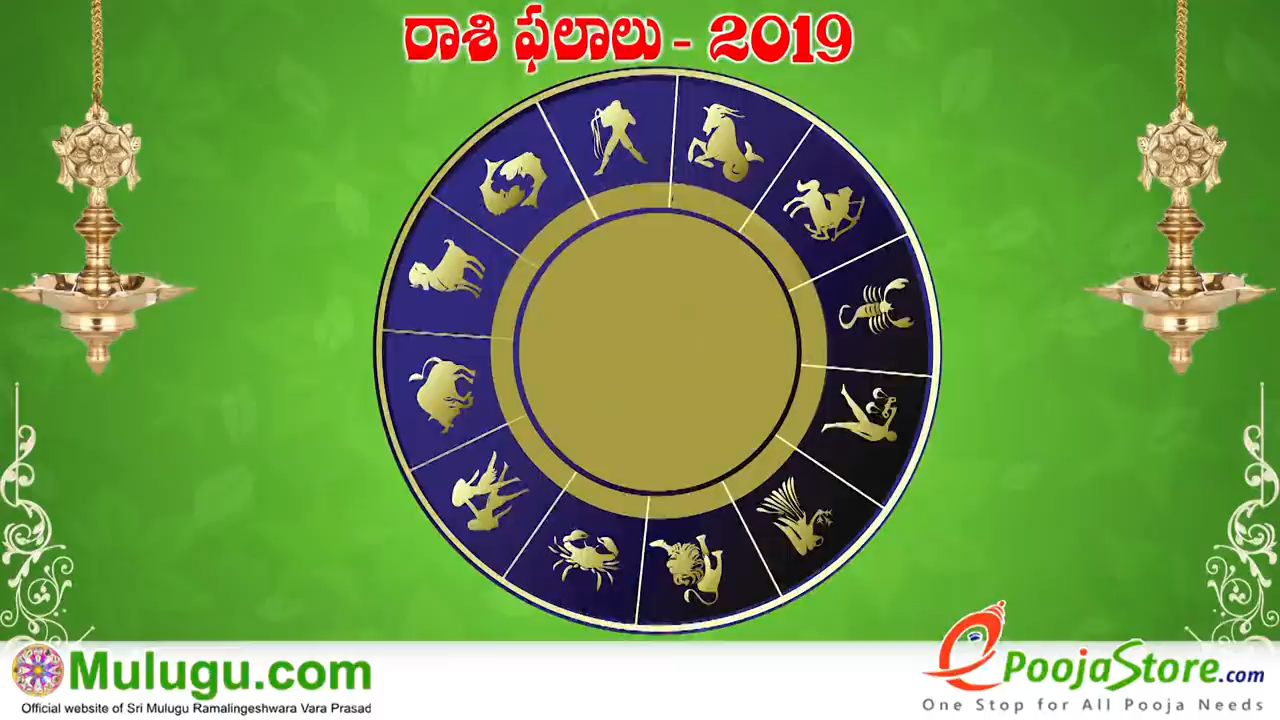 రాశి ఫలాలు - 2019
Mulugu.com
Official website of Sri Mulugu Ramalingeshwara Vara Prasad
ePoojaStore.com
One Stop for All Pooja Needs